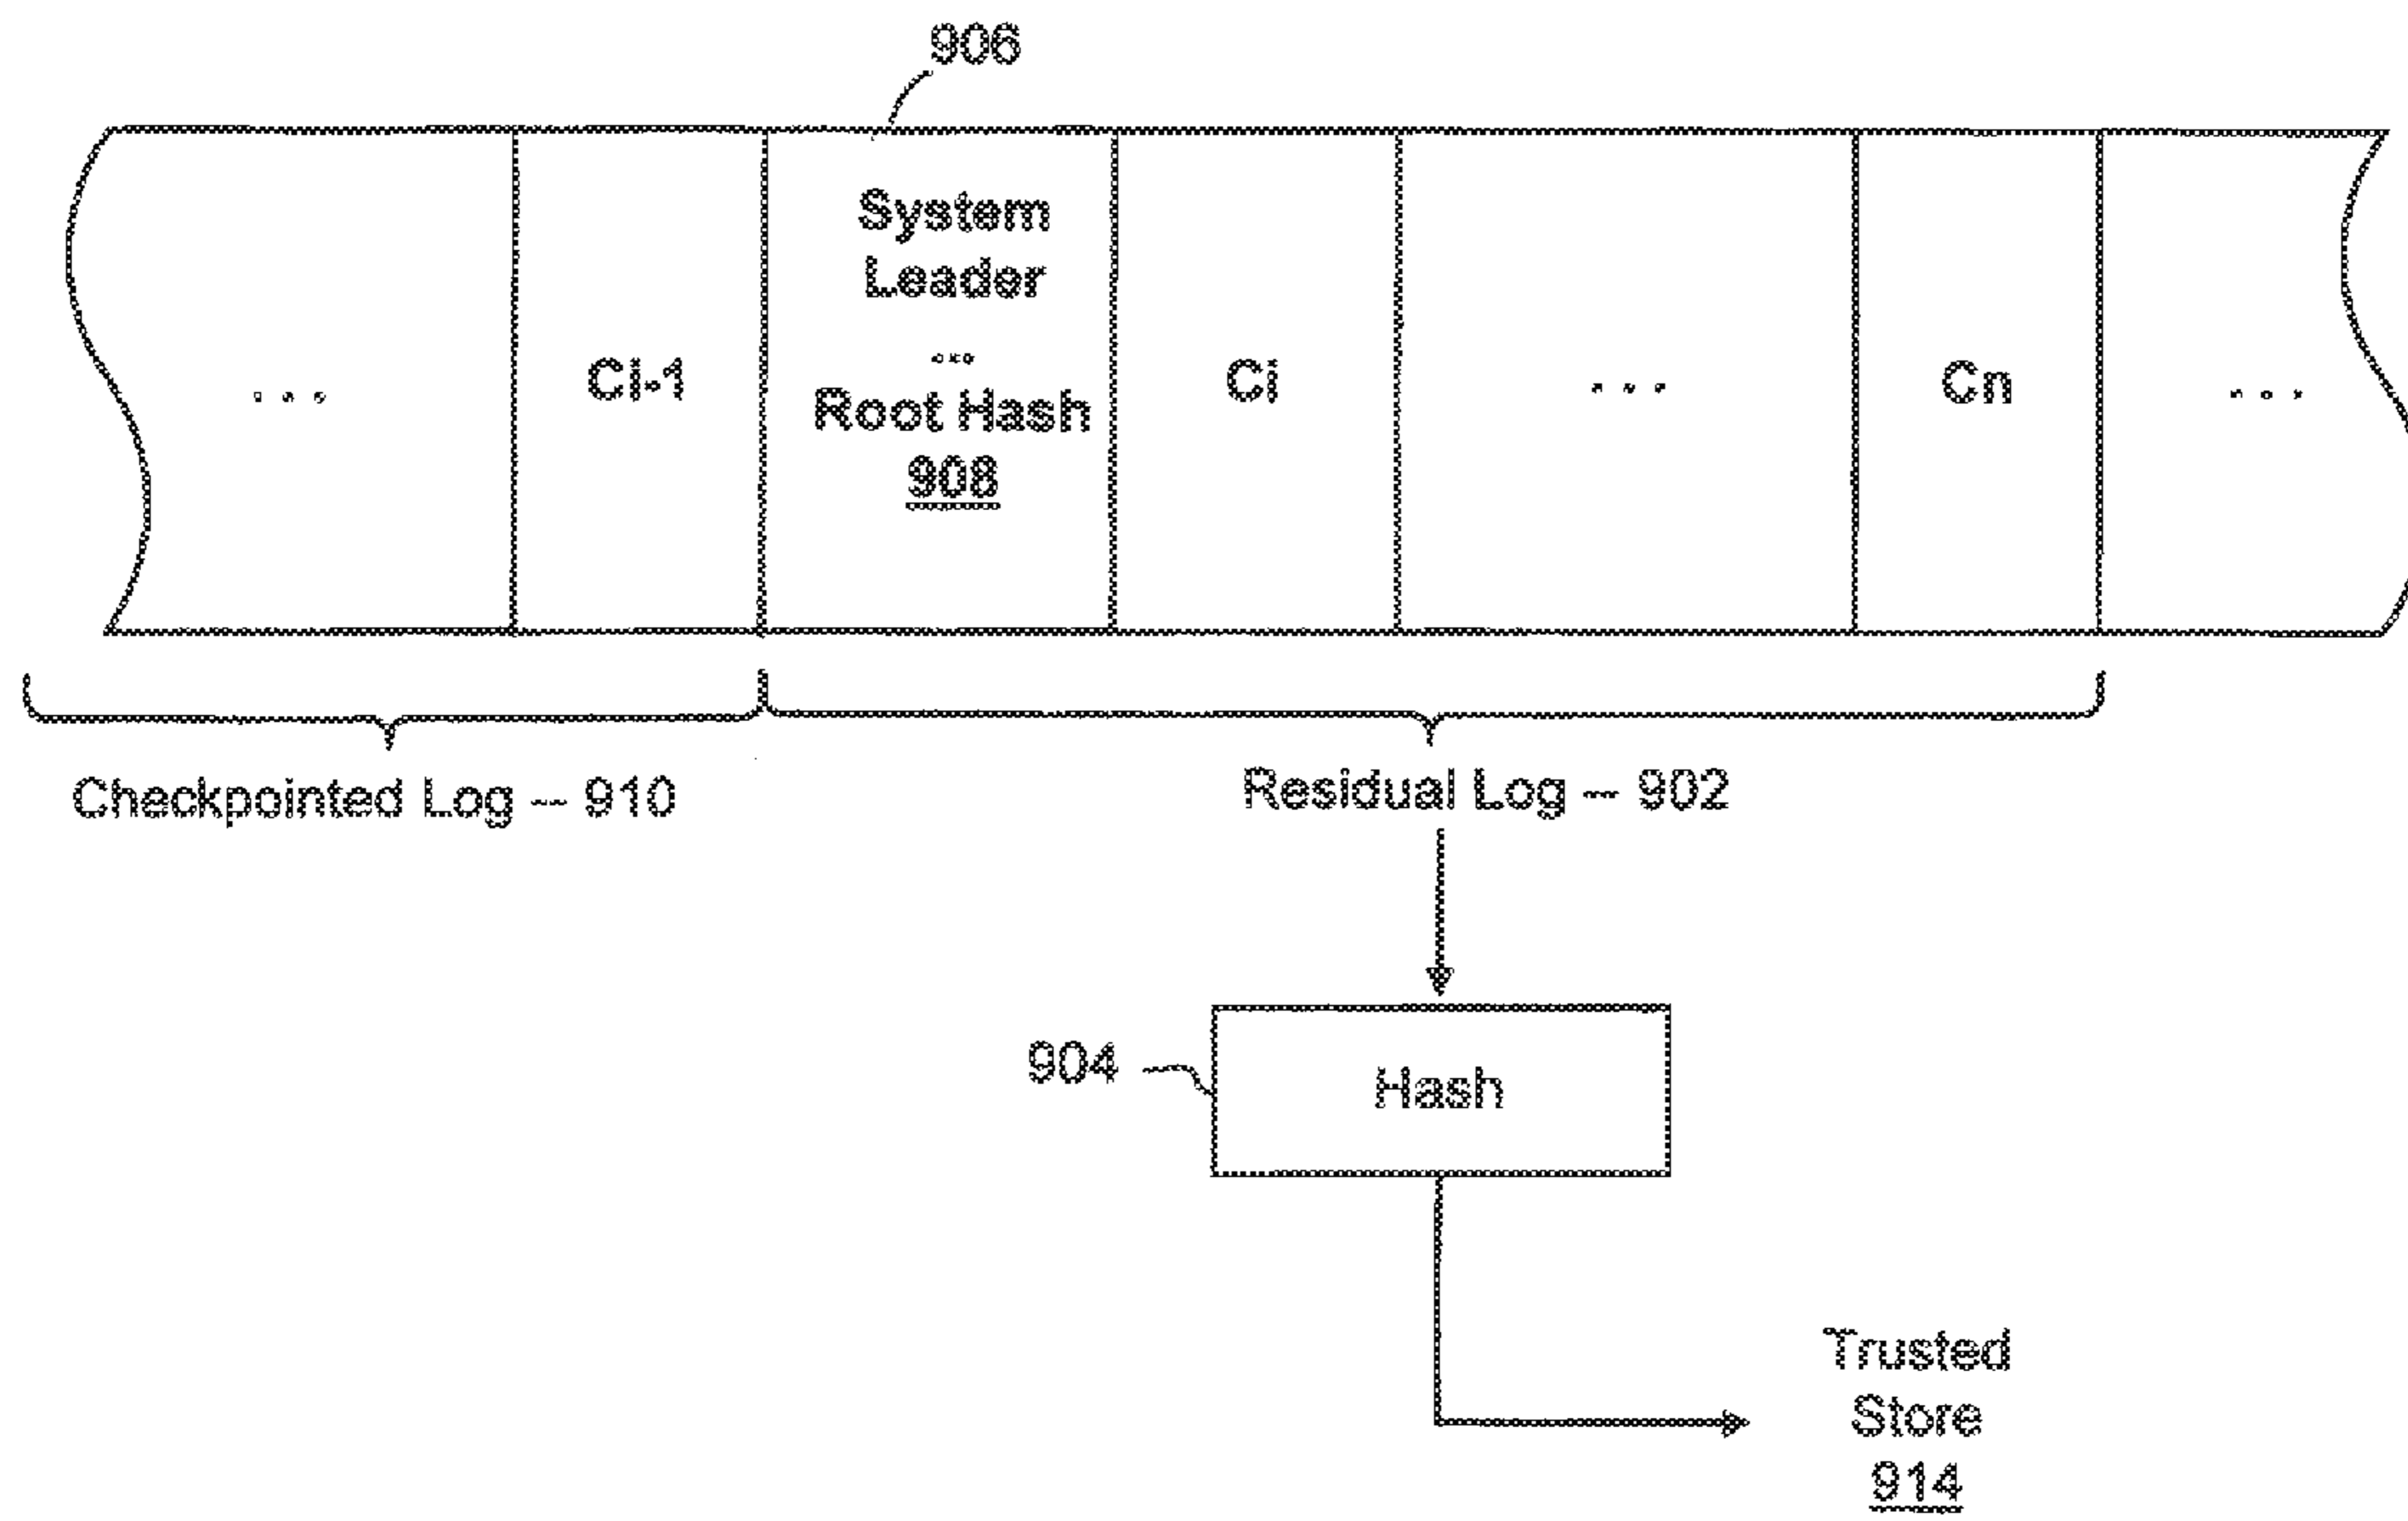 906
System
Leader
...
Root Hash
908
... Ci-1 Ci ... Cn ...
Checkpointed Log -- 910
Residual Log -- 902
904
Hash
Trusted
Store
914